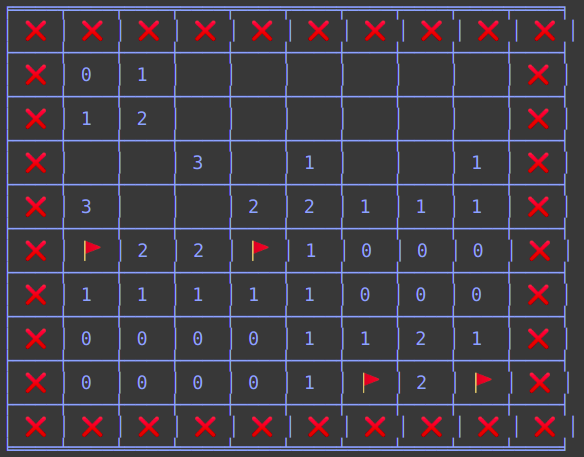 ❌ ❌ ❌ ❌ ❌ ❌ ❌ ❌ ❌ ❌
❌ 0 1 ❌
❌ 1 2 ❌
❌ 3 1 1 ❌
❌ 3 2 2 1 1 1 ❌
❌ 🚩 2 2 🚩 1 0 0 0 ❌
❌ 1 1 1 1 1 0 0 0 ❌
❌ 0 0 0 0 1 1 2 1 ❌
❌ 0 0 0 0 1 🚩 2 🚩 ❌
❌ ❌ ❌ ❌ ❌ ❌ ❌ ❌ ❌ ❌